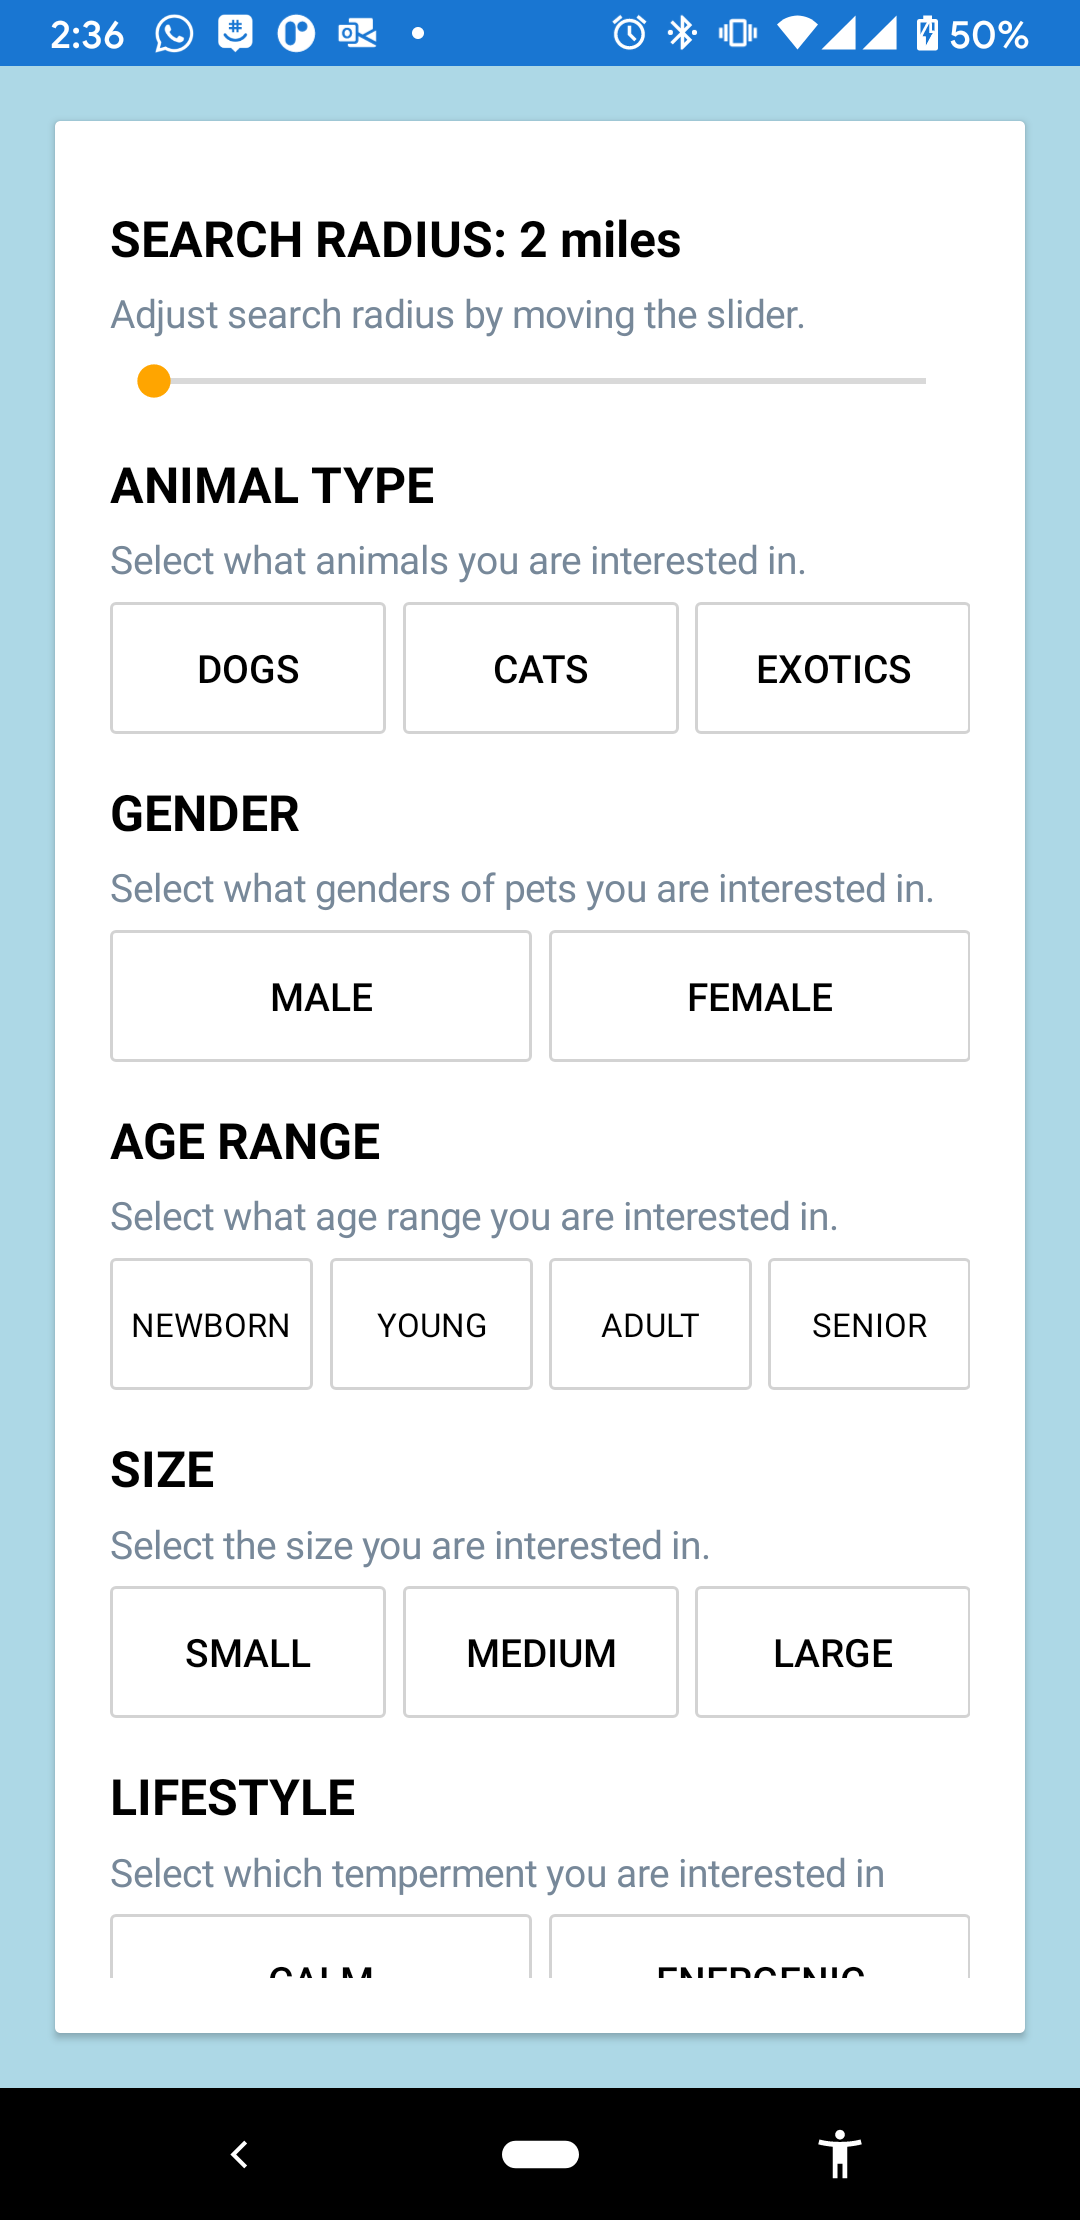 2:36
50%
SEARCH RADIUS: 2 miles
Adjust search radius by moving the slider.
ANIMAL TYPE
Select what animals you are interested in.
DOGS CATS EXOTICS
GENDER
Select what genders of pets you are interested in.
MALE FEMALE
AGE RANGE
Select what age range you are interested in.
NEWBORN YOUNG ADULT SENIOR
SIZE
Select the size you are interested in.
SMALL MEDIUM LARGE
LIFESTYLE
Select which temperment you are interested in
CALM